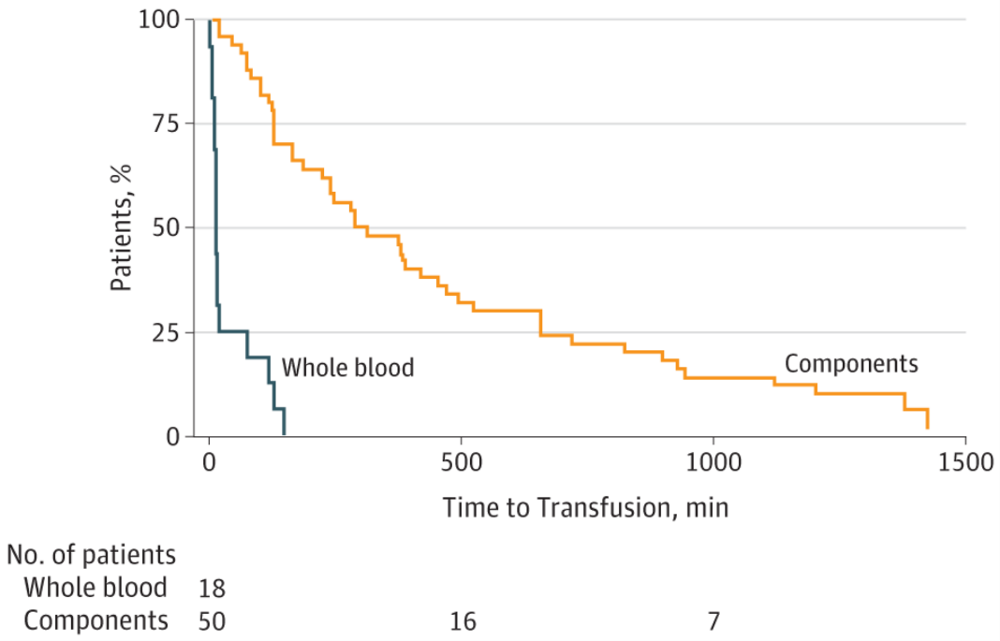 100
75
50
25
0
Patients, %
Whole blood
Components
0 500 1000 1500
Time to Transfusion, min
No. of patients
Whole blood 18
Components 50 16 7